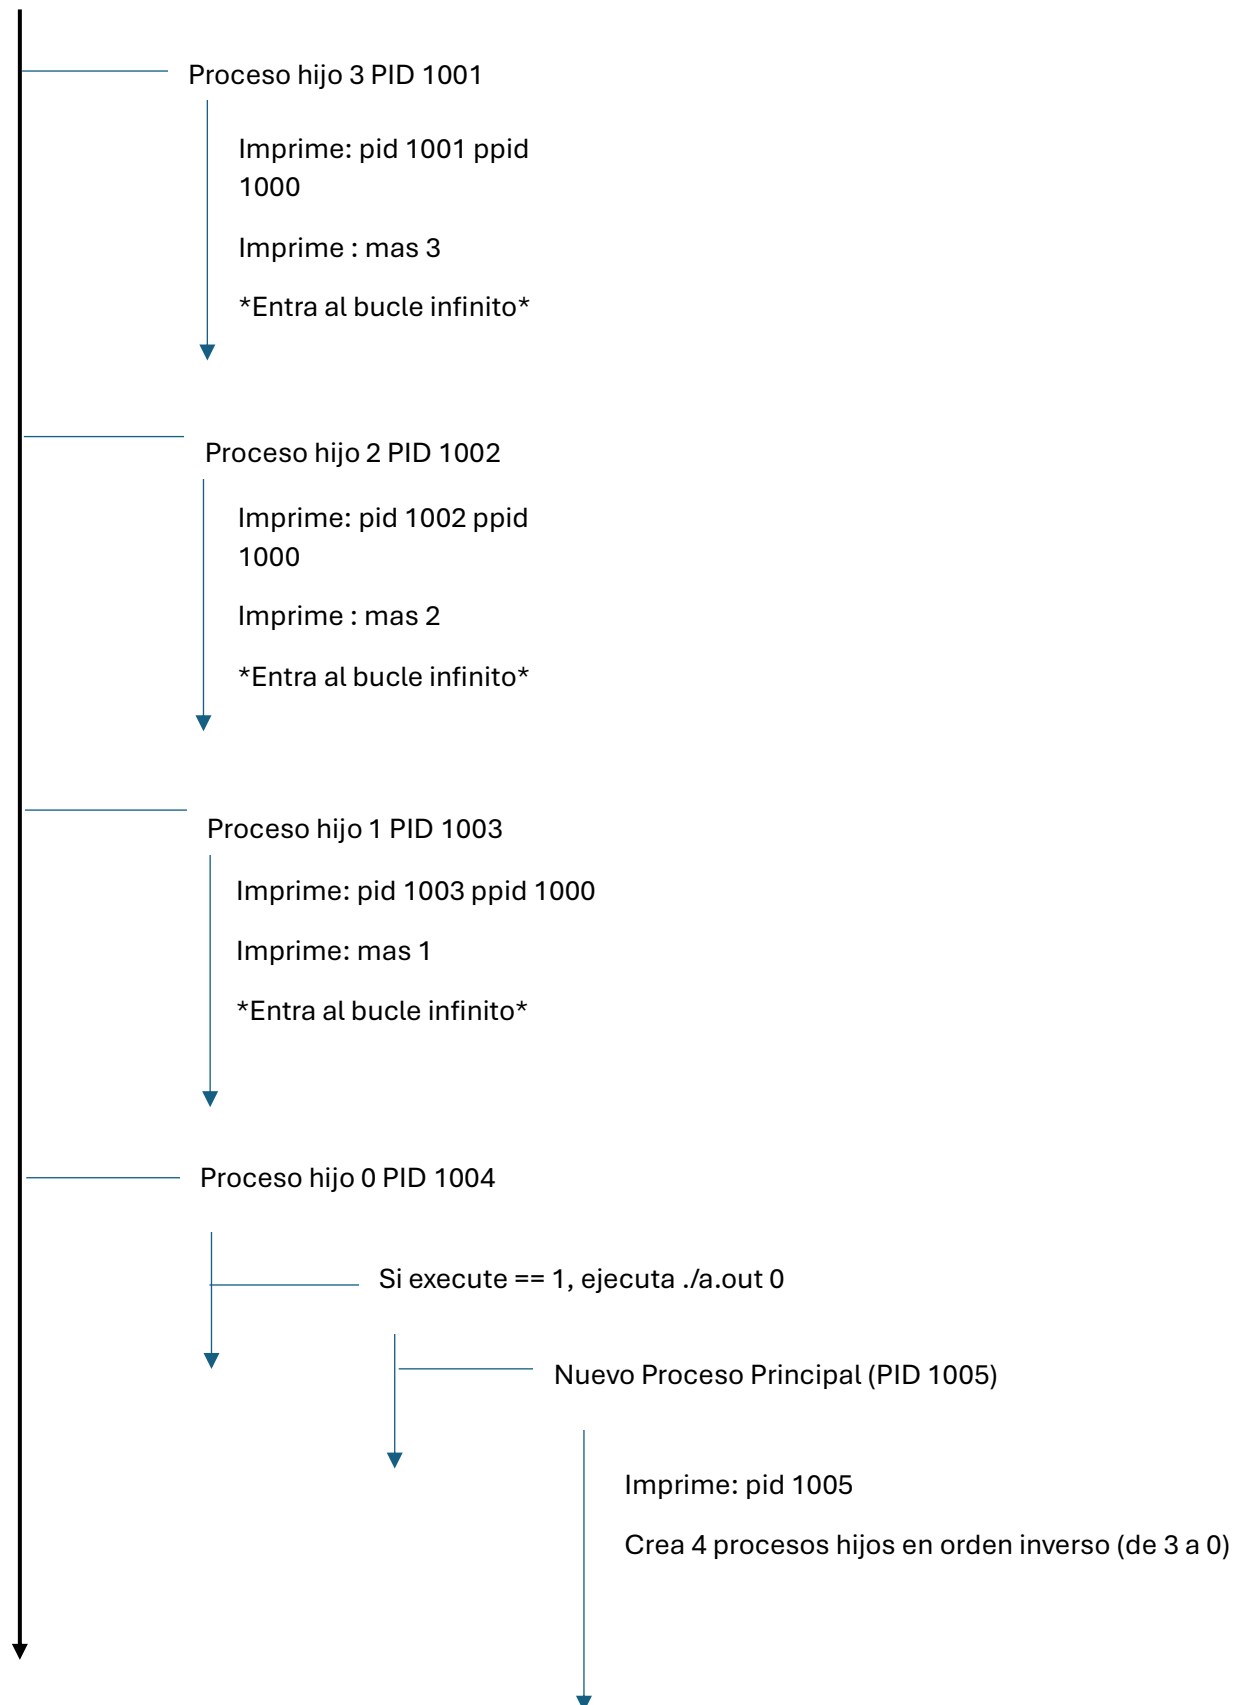 Proceso hijo 3 PID 1001
Imprime: pid 1001 ppid
1000
Imprime : mas 3
*Entra al bucle infinito*
Proceso hijo 2 PID 1002
Imprime: pid 1002 ppid
1000
Imprime : mas 2
*Entra al bucle infinito*
Proceso hijo 1 PID 1003
Imprime: pid 1003 ppid 1000
Imprime: mas 1
*Entra al bucle infinito*
Proceso hijo 0 PID 1004
Si execute == 1, ejecuta ./a.out 0
Nuevo Proceso Principal (PID 1005)
Imprime: pid 1005
Crea 4 procesos hijos en orden inverso (de 3 a 0)